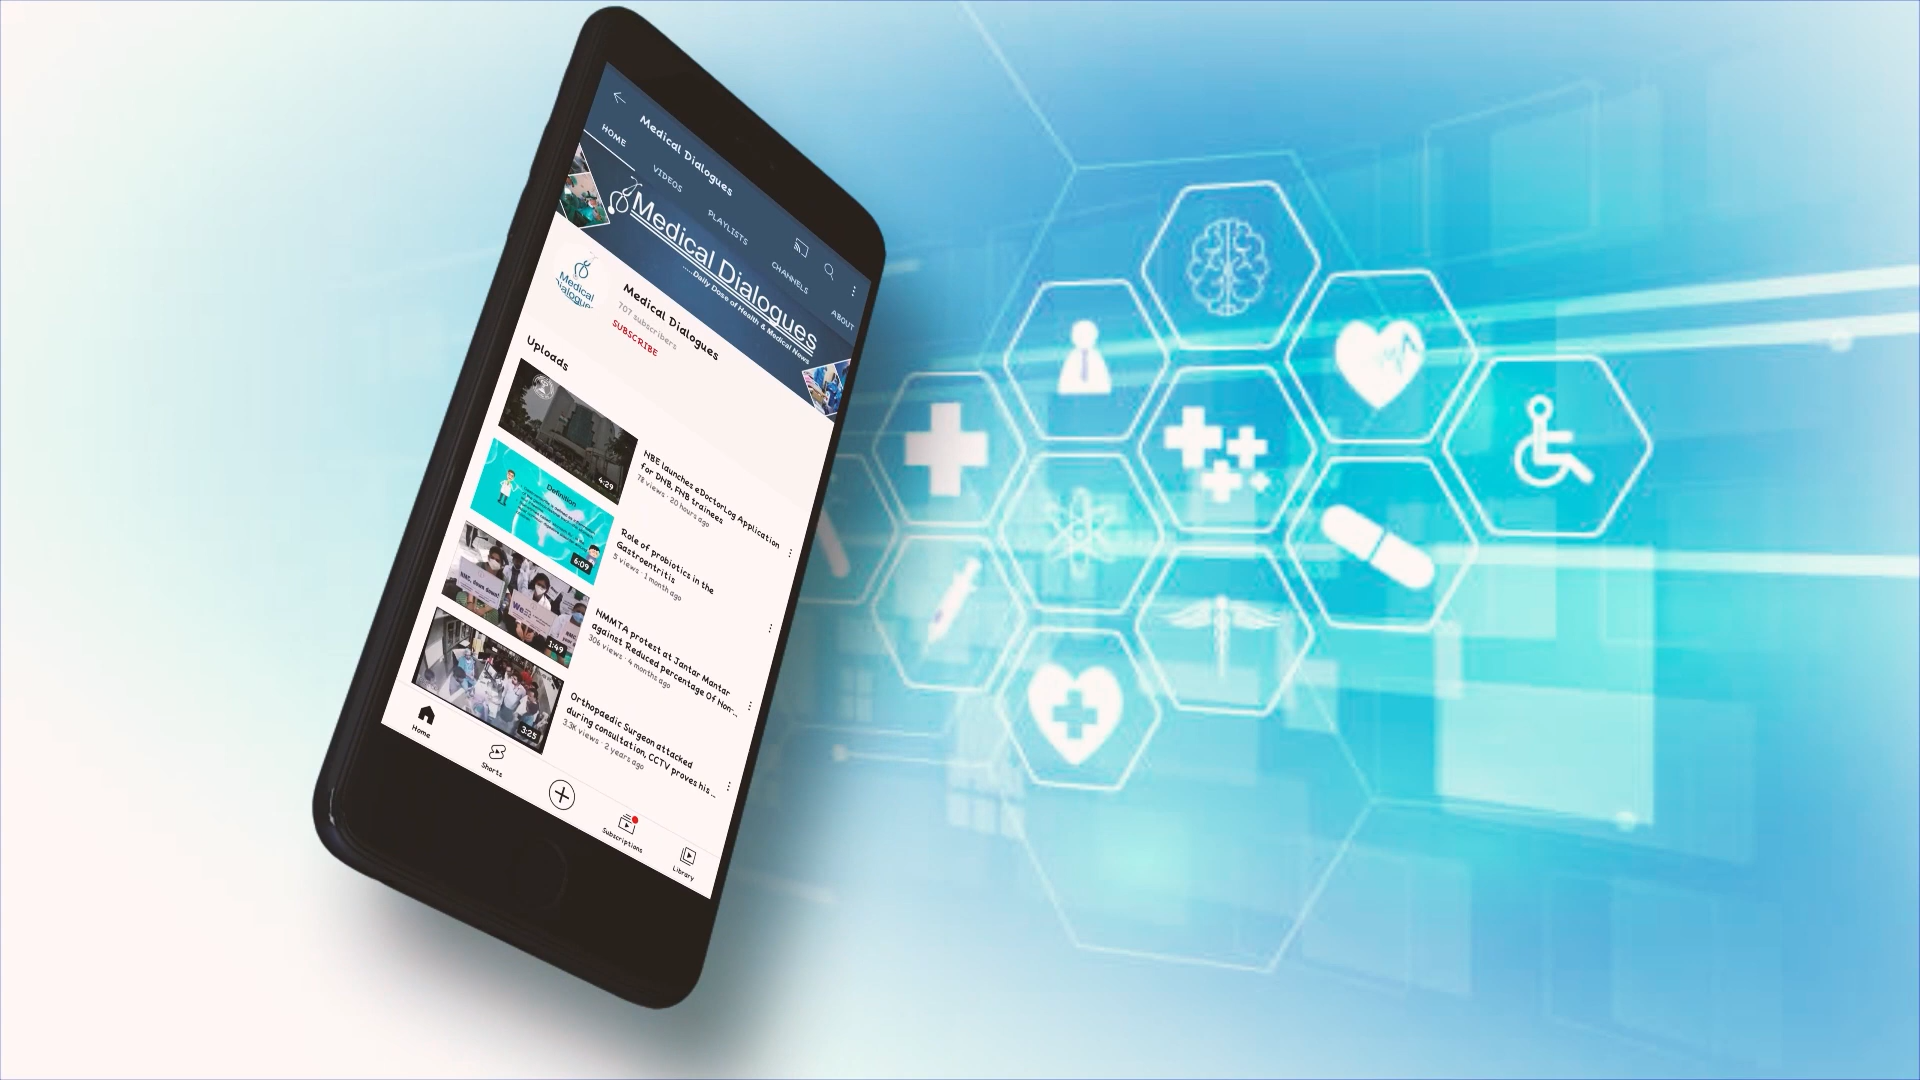 Medical Dialogues
HOME
VIDEOS
PLAYLISTS
CHANNELS
ABOUT
Medical Dialogues
.....Daily Dose of Health & Medical News
Medical
Dialogues
707 subscribers
SUBSCRIBE
Medical
ialogue
Uploads
4:29
NBE launches eDoctorLog Application
for DNB, FNB trainees
78 views · 20 hours ago
Definition
6:09
Role of probiotics in the
Gastroentritis
5 views · 1 month ago
1:49
NMMTA protest at Jantar Mantar
against 'Reduced percentage Of Non-...
306 views · 4 months ago
3:25
Orthopaedic Surgeon attacked
during consultation, CCTV proves his ...
3.3K views · 2 years ago
Home
Shorts
Subscriptions
Library